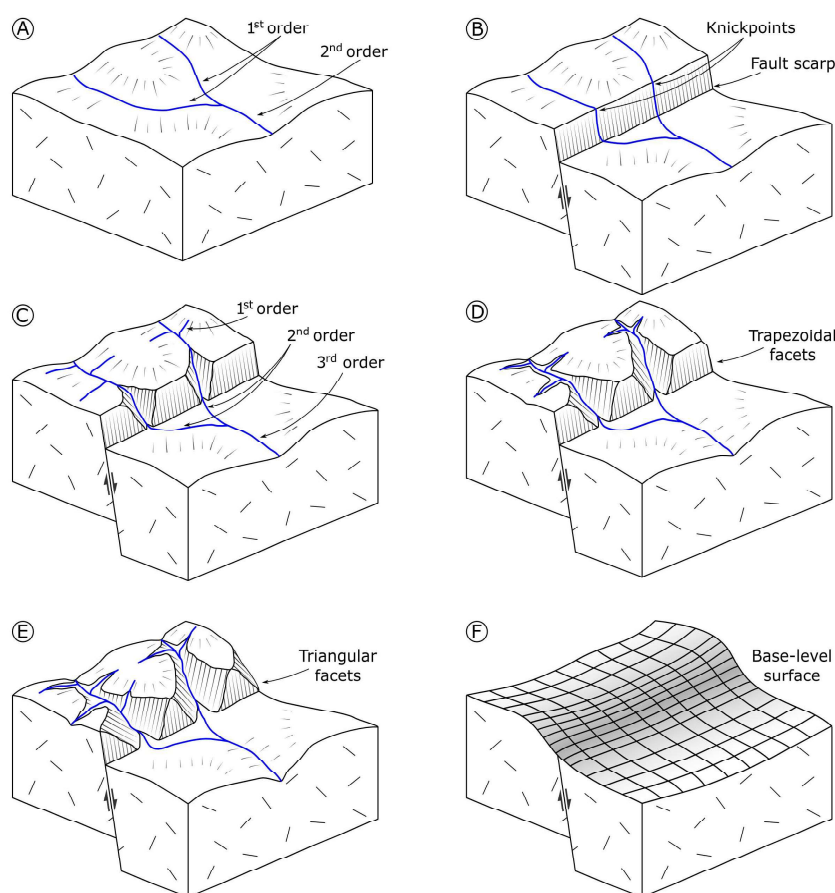 A
1st order
2nd order
B
Knickpoints
Fault scarp
C
1st order
2nd order
3rd order
D
Trapezoidal
facets
E
Triangular
facets
F
Base-level
surface